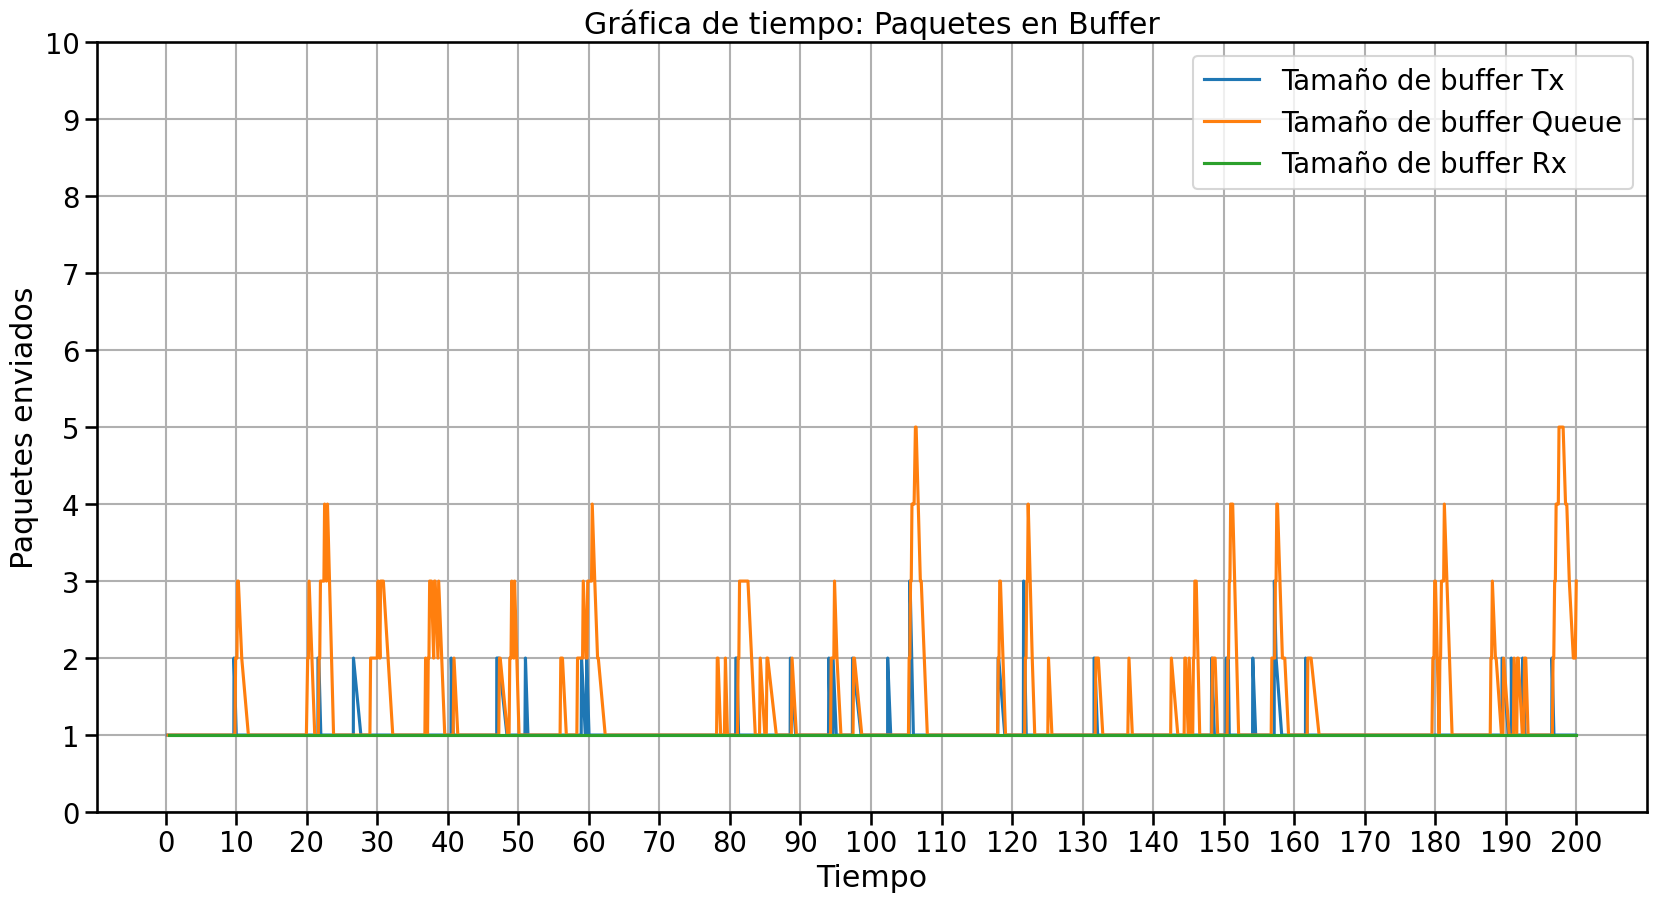 Gráfica de tiempo: Paquetes en Buffer
Tamaño de buffer Tx
Tamaño de buffer Queue
Tamaño de buffer Rx
Paquetes enviados
10
9
8
7
6
5
4
3
2
1
0
0 10 20 30 40 50 60 70 80 90 100 110 120 130 140 150 160 170 180 190 200
Tiempo